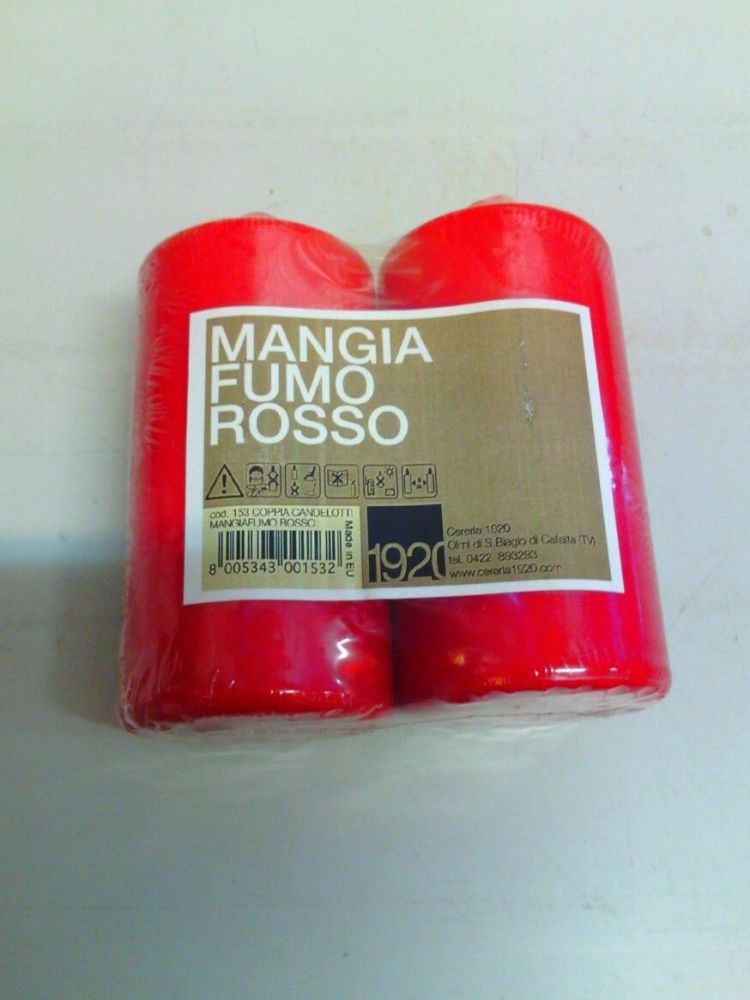 MANGIA
FUMO
ROSSO
cod. 153 COPPIA CANDELOTTI
MANGIAFUMO ROSSO
Made in EU
8 005343 001532
1920
Cereria 1920
Olmi di S.Biagio di Callalta (TV)
tel. 0422 .893293
www.cereria1920.com